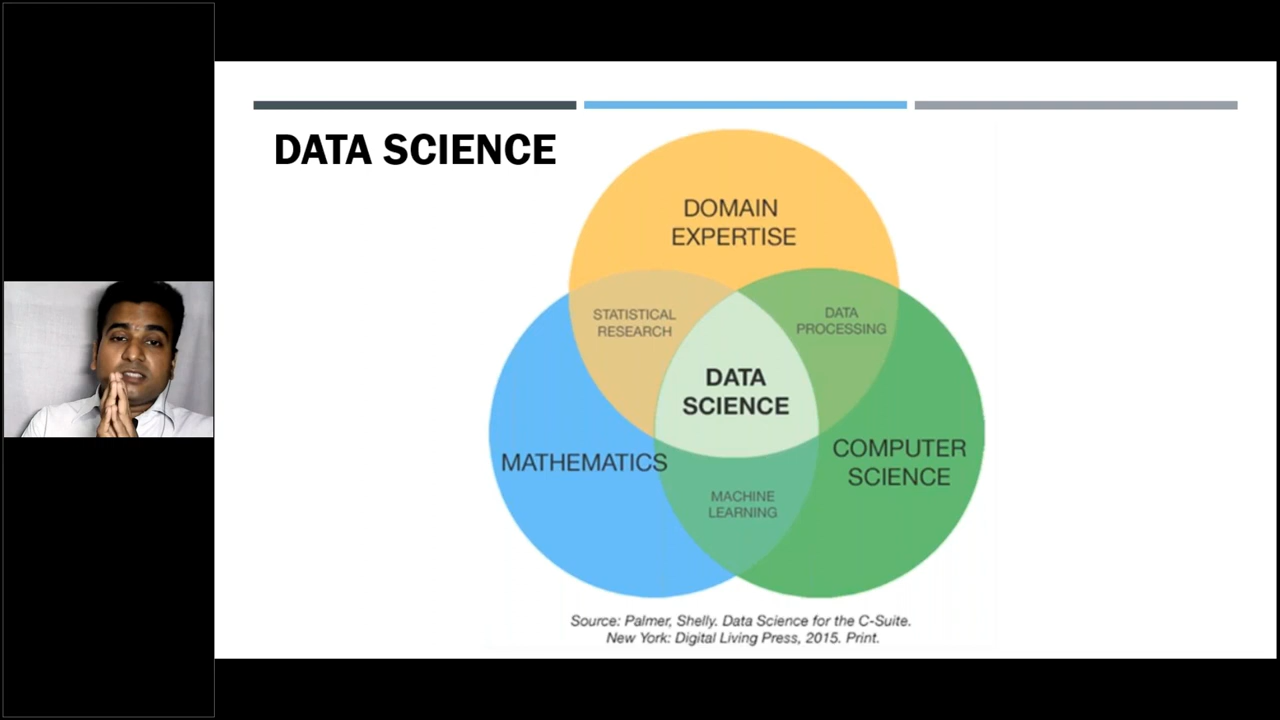 DATA SCIENCE
DOMAIN
EXPERTISE
STATISTICAL
RESEARCH
DATA
PROCESSING
DATA
SCIENCE
MATHEMATICS
COMPUTER
SCIENCE
MACHINE
LEARNING
Source: Palmer, Shelly. Data Science for the C-Suite.
New York: Digital Living Press, 2015. Print.